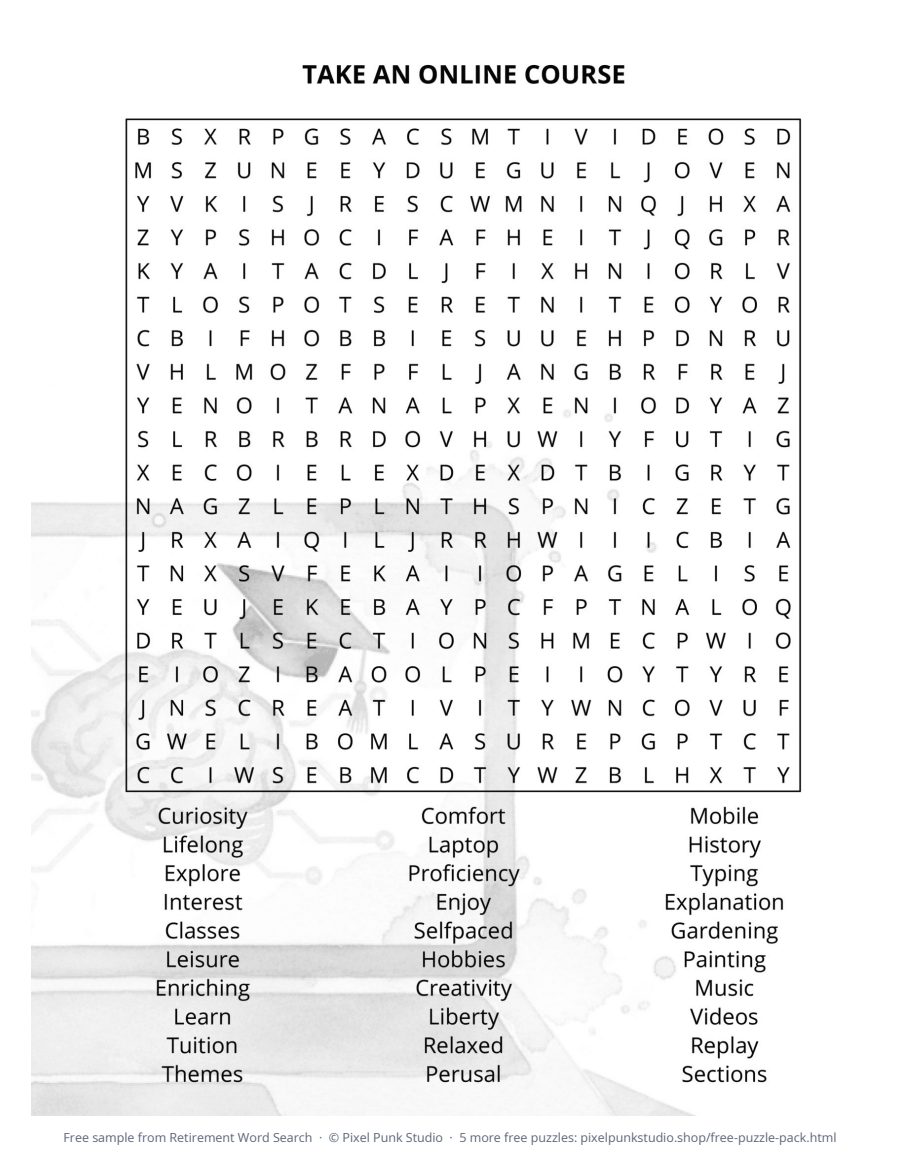 TAKE AN ONLINE COURSE
B S X R P G S A C S M T I V I D E O S D
M S Z U N E E Y D U E G U E L J O V E N
Y V K I S J R E S C W M N I N Q J H X A
Z Y P S H O C I F A F H E I T J Q G P R
K Y A I T A C D L J F I X H N I O R L V
T L O S P O T S E R E T N I T E O Y O R
C B I F H O B B I E S U U E H P D N R U
V H L M O Z F P F L J A N G B R F R E J
Y E N O I T A N A L P X E N I O D Y A Z
S L R B R B R D O V H U W I Y F U T I G
X E C O I E L E X D E X D T B I G R Y T
N A G Z L E P L N T H S P N I C Z E T G
J R X A I Q I L J R R H W I I I C B I A
T N X S V F E K A I I O P A G E L I S E
Y E U J E K E B A Y P C F P T N A L O Q
D R T L S E C T I O N S H M E C P W I O
E I O Z I B A O O L P E I I O Y T Y R E
J N S C R E A T I V I T Y W N C O V U F
G W E L I B O M L A S U R E P G P T C T
C C I W S E B M C D T Y W Z B L H X T Y
Curiosity Comfort Mobile
Lifelong Laptop History
Explore Proficiency Typing
Interest Enjoy Explanation
Classes Selfpaced Gardening
Leisure Hobbies Painting
Enriching Creativity Music
Learn Liberty Videos
Tuition Relaxed Replay
Themes Perusal Sections
Free sample from Retirement Word Search · © Pixel Punk Studio · 5 more free puzzles: pixelpunkstudio.shop/free-puzzle-pack.html